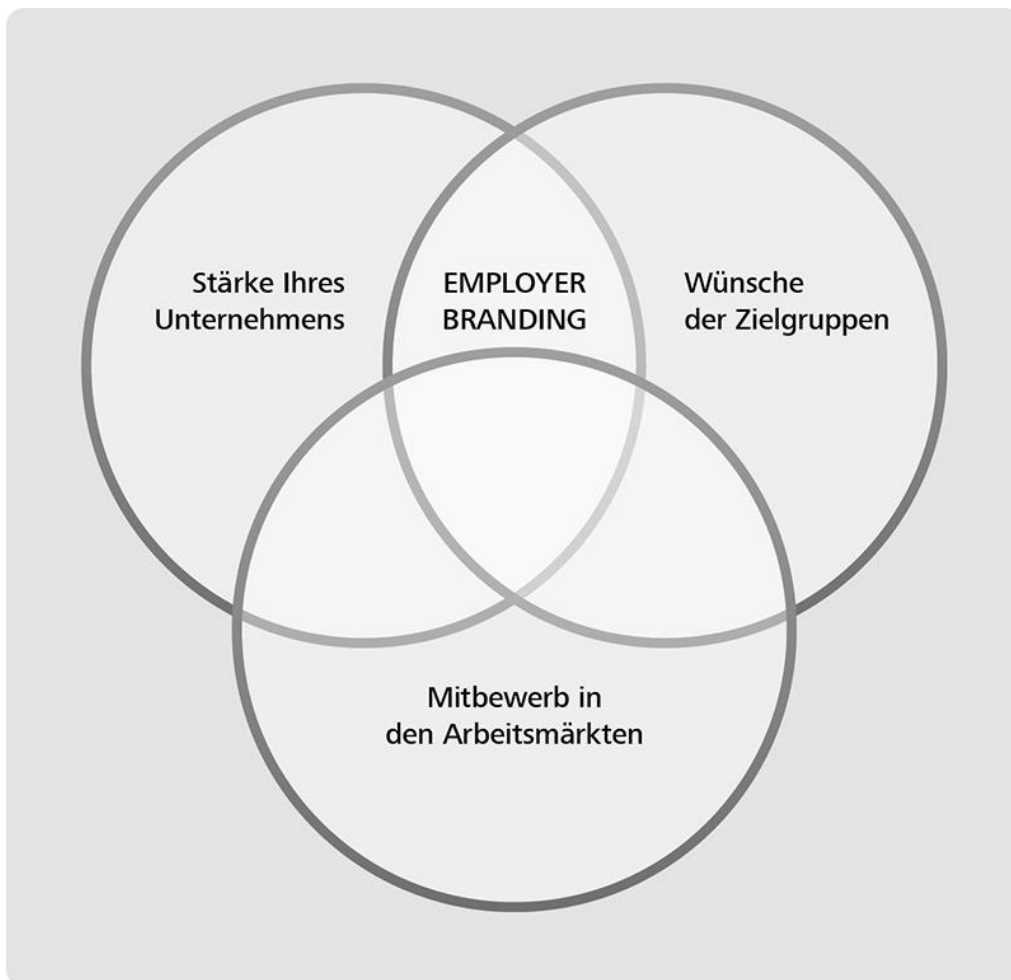 Stärke Ihres
Unternehmens
EMPLOYER
BRANDING
Wünsche
der Zielgruppen
Mitbewerb in
den Arbeitsmärkten